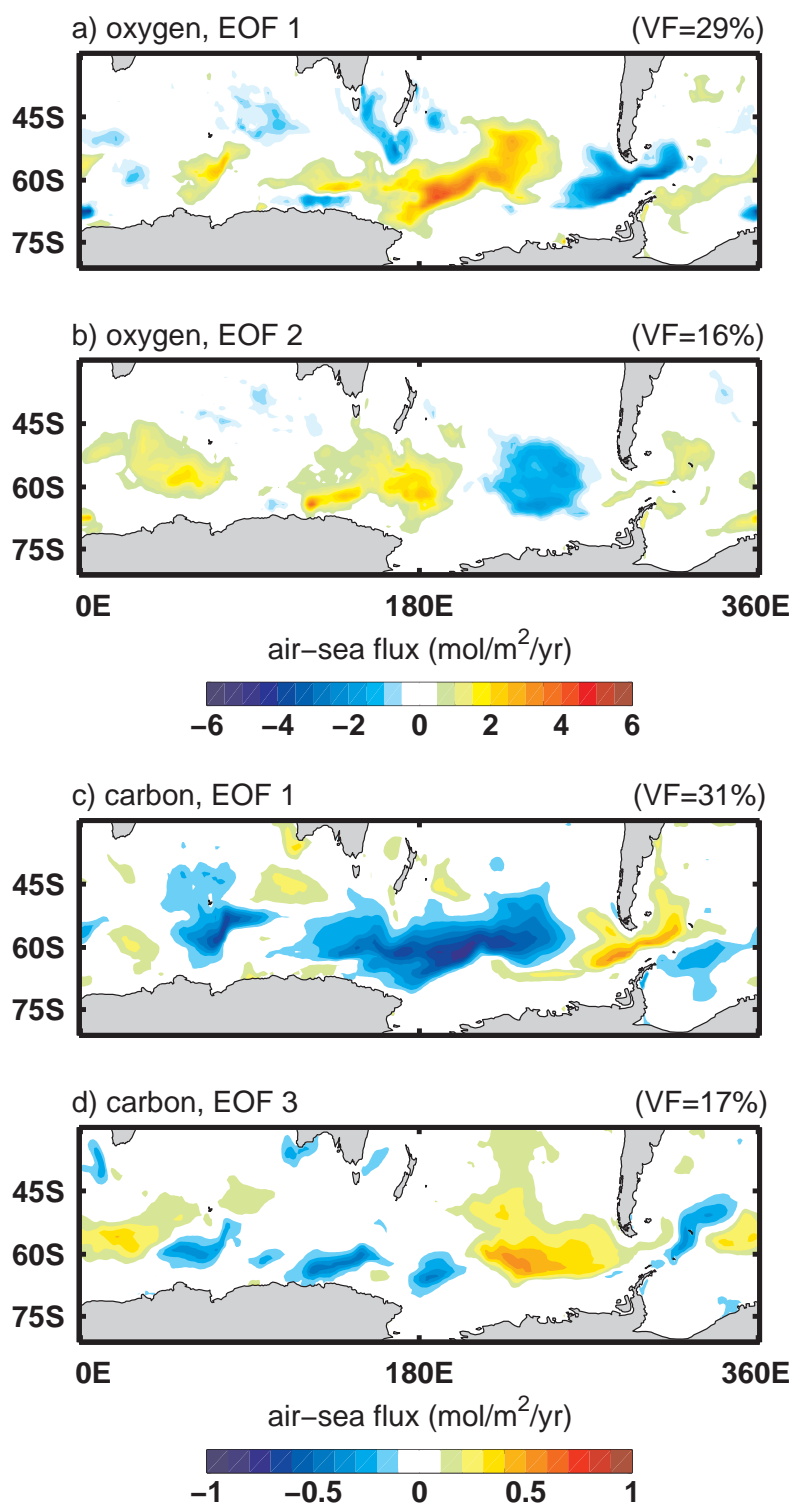 a) oxygen, EOF 1 (VF=29%)
45S
60S
75S
b) oxygen, EOF 2 (VF=16%)
45S
60S
75S
0E 180E 360E
air−sea flux (mol/m²/yr)
−6 −4 −2 0 2 4 6
c) carbon, EOF 1 (VF=31%)
45S
60S
75S
d) carbon, EOF 3 (VF=17%)
45S
60S
75S
0E 180E 360E
air−sea flux (mol/m²/yr)
−1 −0.5 0 0.5 1